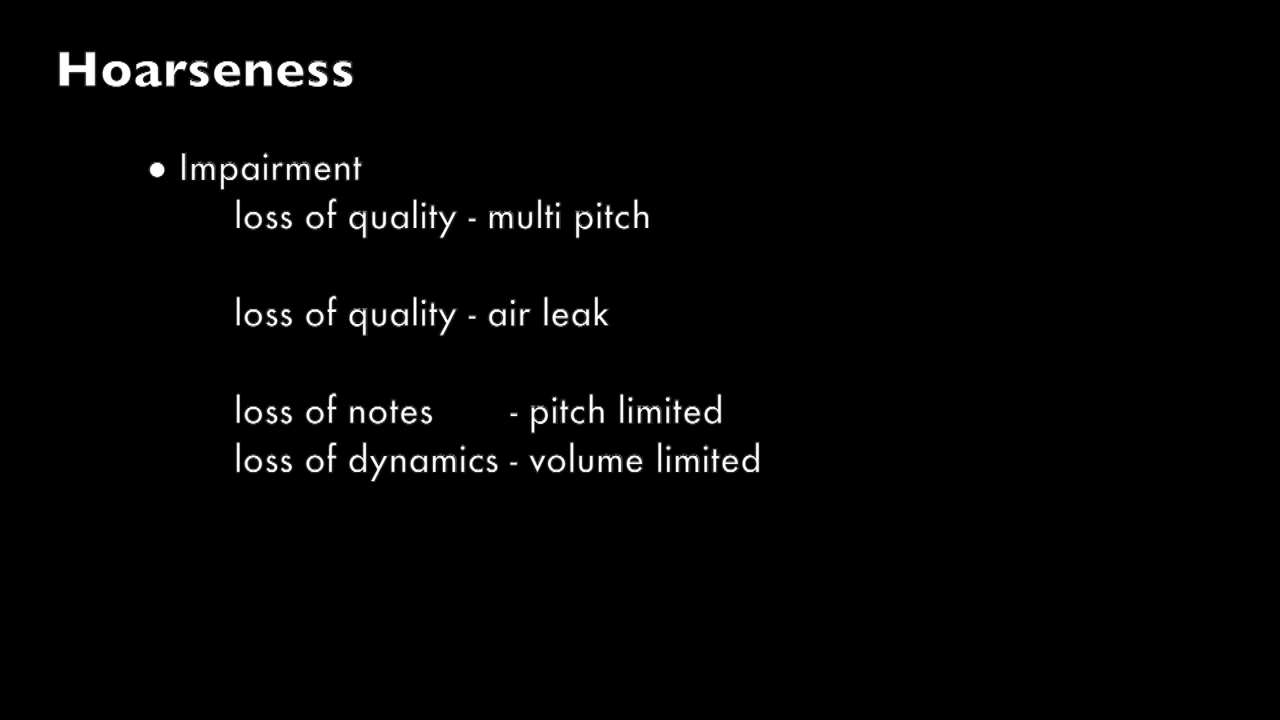 Hoarseness
• Impairment
loss of quality - multi pitch
loss of quality - air leak
loss of notes - pitch limited
loss of dynamics - volume limited